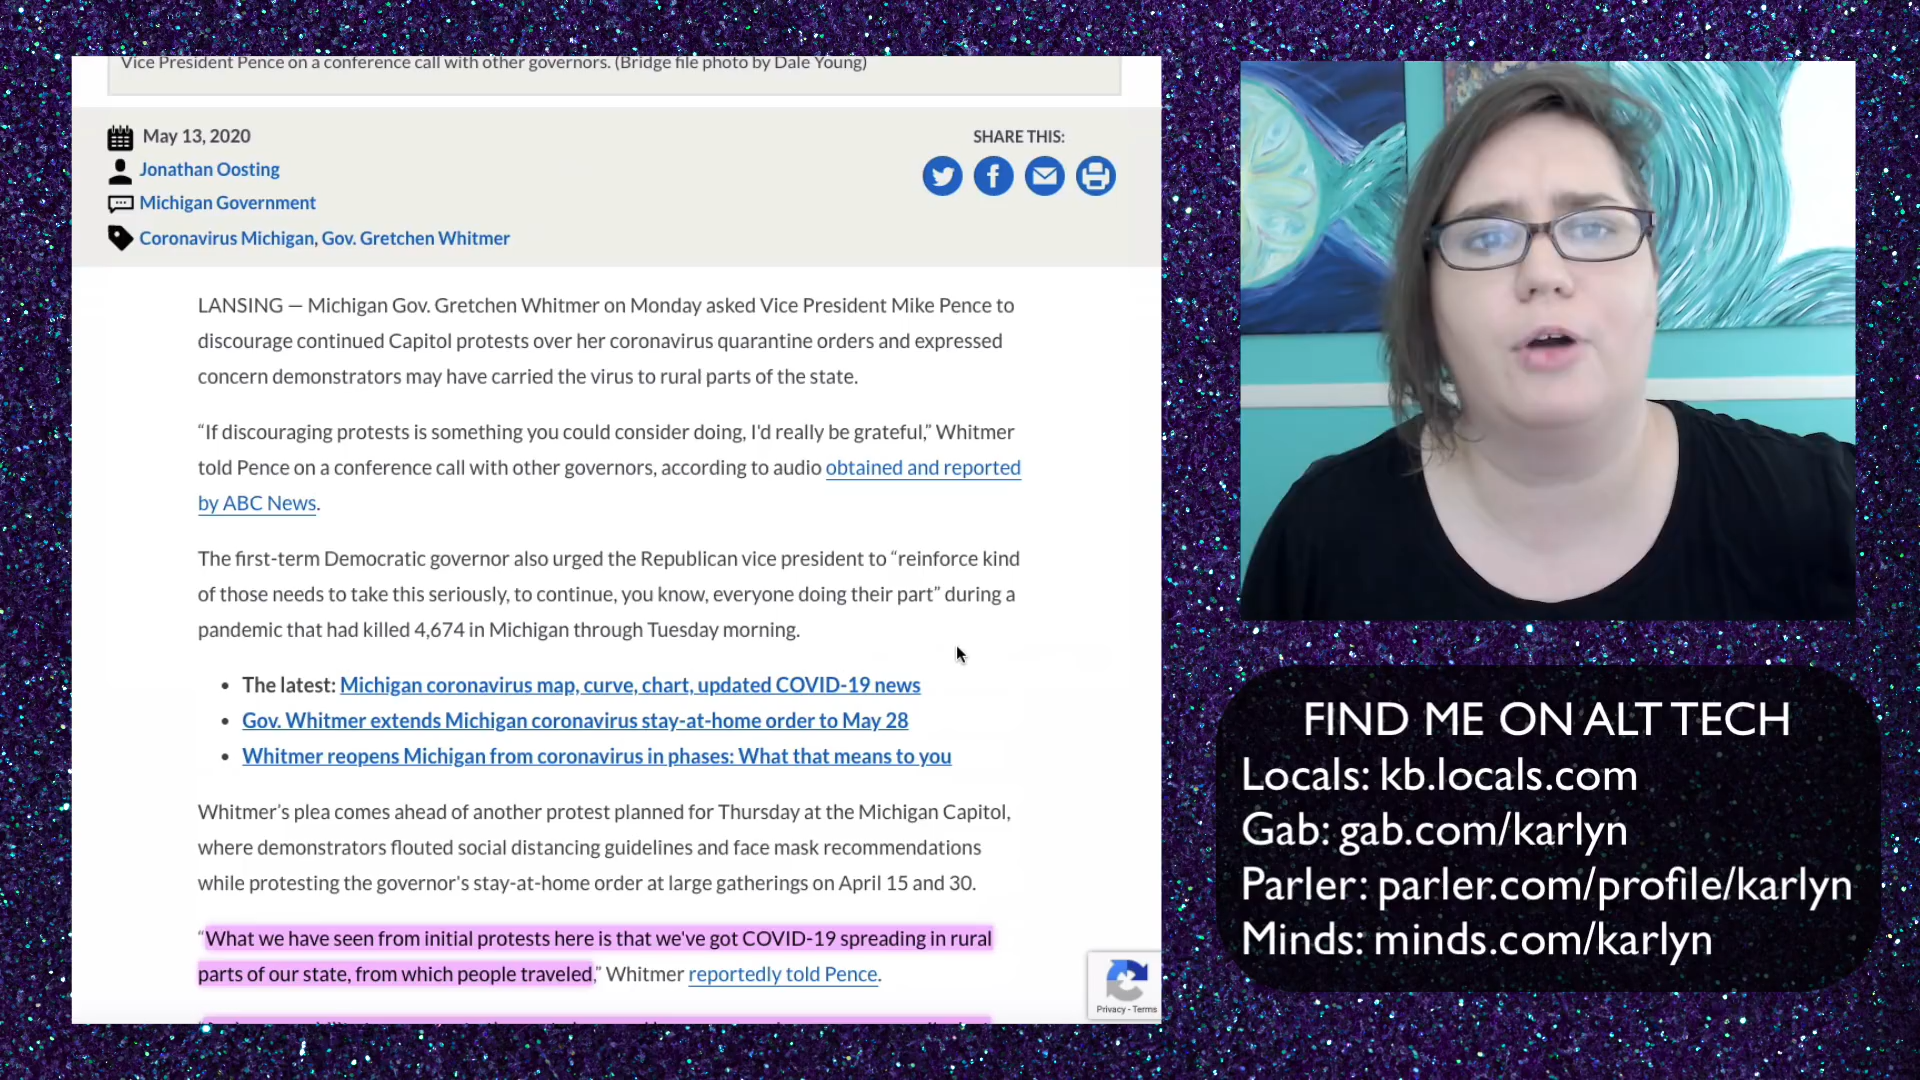 Vice President Pence on a conference call with other governors. (Bridge file photo by Dale Young)
May 13, 2020
SHARE THIS:
Jonathan Oosting
Michigan Government
Coronavirus Michigan, Gov. Gretchen Whitmer
LANSING — Michigan Gov. Gretchen Whitmer on Monday asked Vice President Mike Pence to
discourage continued Capitol protests over her coronavirus quarantine orders and expressed
concern demonstrators may have carried the virus to rural parts of the state.
“If discouraging protests is something you could consider doing, I'd really be grateful,” Whitmer
told Pence on a conference call with other governors, according to audio obtained and reported
by ABC News.
The first-term Democratic governor also urged the Republican vice president to “reinforce kind
of those needs to take this seriously, to continue, you know, everyone doing their part” during a
pandemic that had killed 4,674 in Michigan through Tuesday morning.
• The latest: Michigan coronavirus map, curve, chart, updated COVID-19 news
• Gov. Whitmer extends Michigan coronavirus stay-at-home order to May 28
• Whitmer reopens Michigan from coronavirus in phases: What that means to you
Whitmer’s plea comes ahead of another protest planned for Thursday at the Michigan Capitol,
where demonstrators flouted social distancing guidelines and face mask recommendations
while protesting the governor's stay-at-home order at large gatherings on April 15 and 30.
“What we have seen from initial protests here is that we've got COVID-19 spreading in rural
parts of our state, from which people traveled,” Whitmer reportedly told Pence.
Privacy - Terms
FIND ME ON ALT TECH
Locals: kb.locals.com
Gab: gab.com/karlyn
Parler: parler.com/profile/karlyn
Minds: minds.com/karlyn